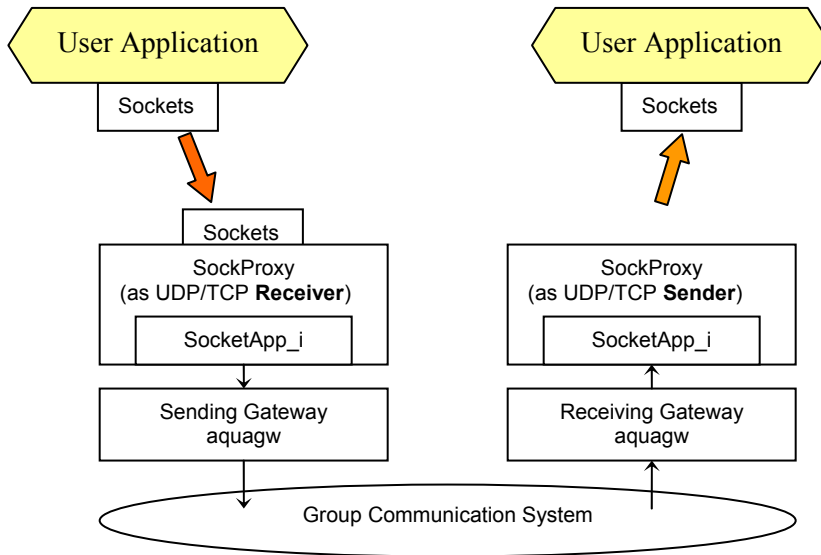 User Application
User Application
Sockets
Sockets
Sockets
SockProxy
(as UDP/TCP Receiver)
SocketApp_i
SockProxy
(as UDP/TCP Sender)
SocketApp_i
Sending Gateway
aquagw
Receiving Gateway
aquagw
Group Communication System